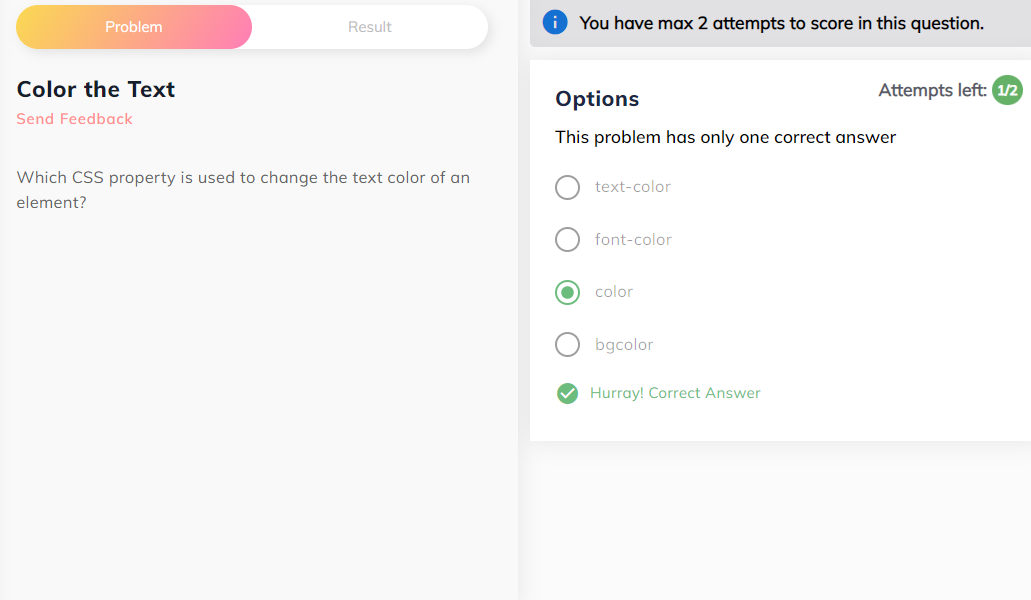 Problem
Result
Color the Text
Send Feedback
Which CSS property is used to change the text color of an
element?
You have max 2 attempts to score in this question.
Options
Attempts left: 1/2
This problem has only one correct answer
text-color
font-color
color
bgcolor
Hurray! Correct Answer